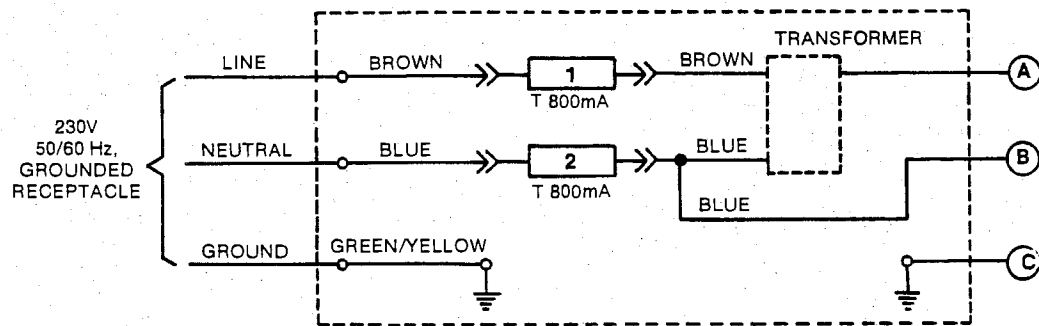 TRANSFORMER
LINE
BROWN
1
BROWN
A
T 800mA
230V
50/60 Hz,
GROUNDED
RECEPTACLE
NEUTRAL
BLUE
2
BLUE
B
T 800mA
BLUE
GROUND
GREEN/YELLOW
C